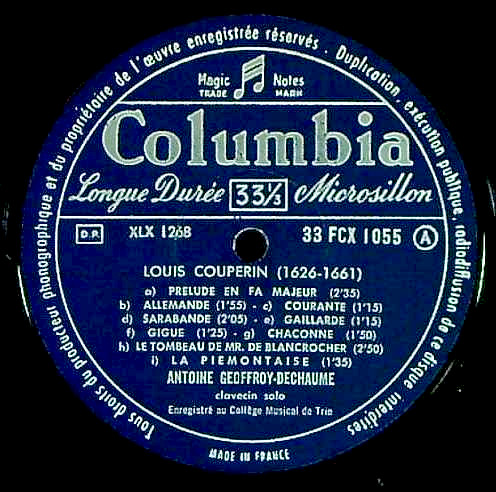 Tous droits du producteur phonographique et du propriétaire de l'œuvre enregistrée réservés · Duplication, exécution publique, radiodiffusion de ce disque interdites
Magic Notes
TRADE MARK
Columbia
Longue Durée 33⅓ Microsillon
D.P. XLX 1268 33 FCX 1055 A
LOUIS COUPERIN (1626-1661)
a) PRELUDE EN FA MAJEUR (2'35)
b) ALLEMANDE (1'55) - c) COURANTE (1'15)
d) SARABANDE (2'05) - e) GAILLARDE (1'15)
f) GIGUE (1'25) - g) CHACONNE (1'50)
h) LE TOMBEAU DE MR. DE BLANCROCHER (2'50)
i) LA PIEMONTAISE (1'35)
ANTOINE GEOFFROY-DECHAUME
clavecin solo
Enregistré au Collège Musical de Trie
MADE IN FRANCE